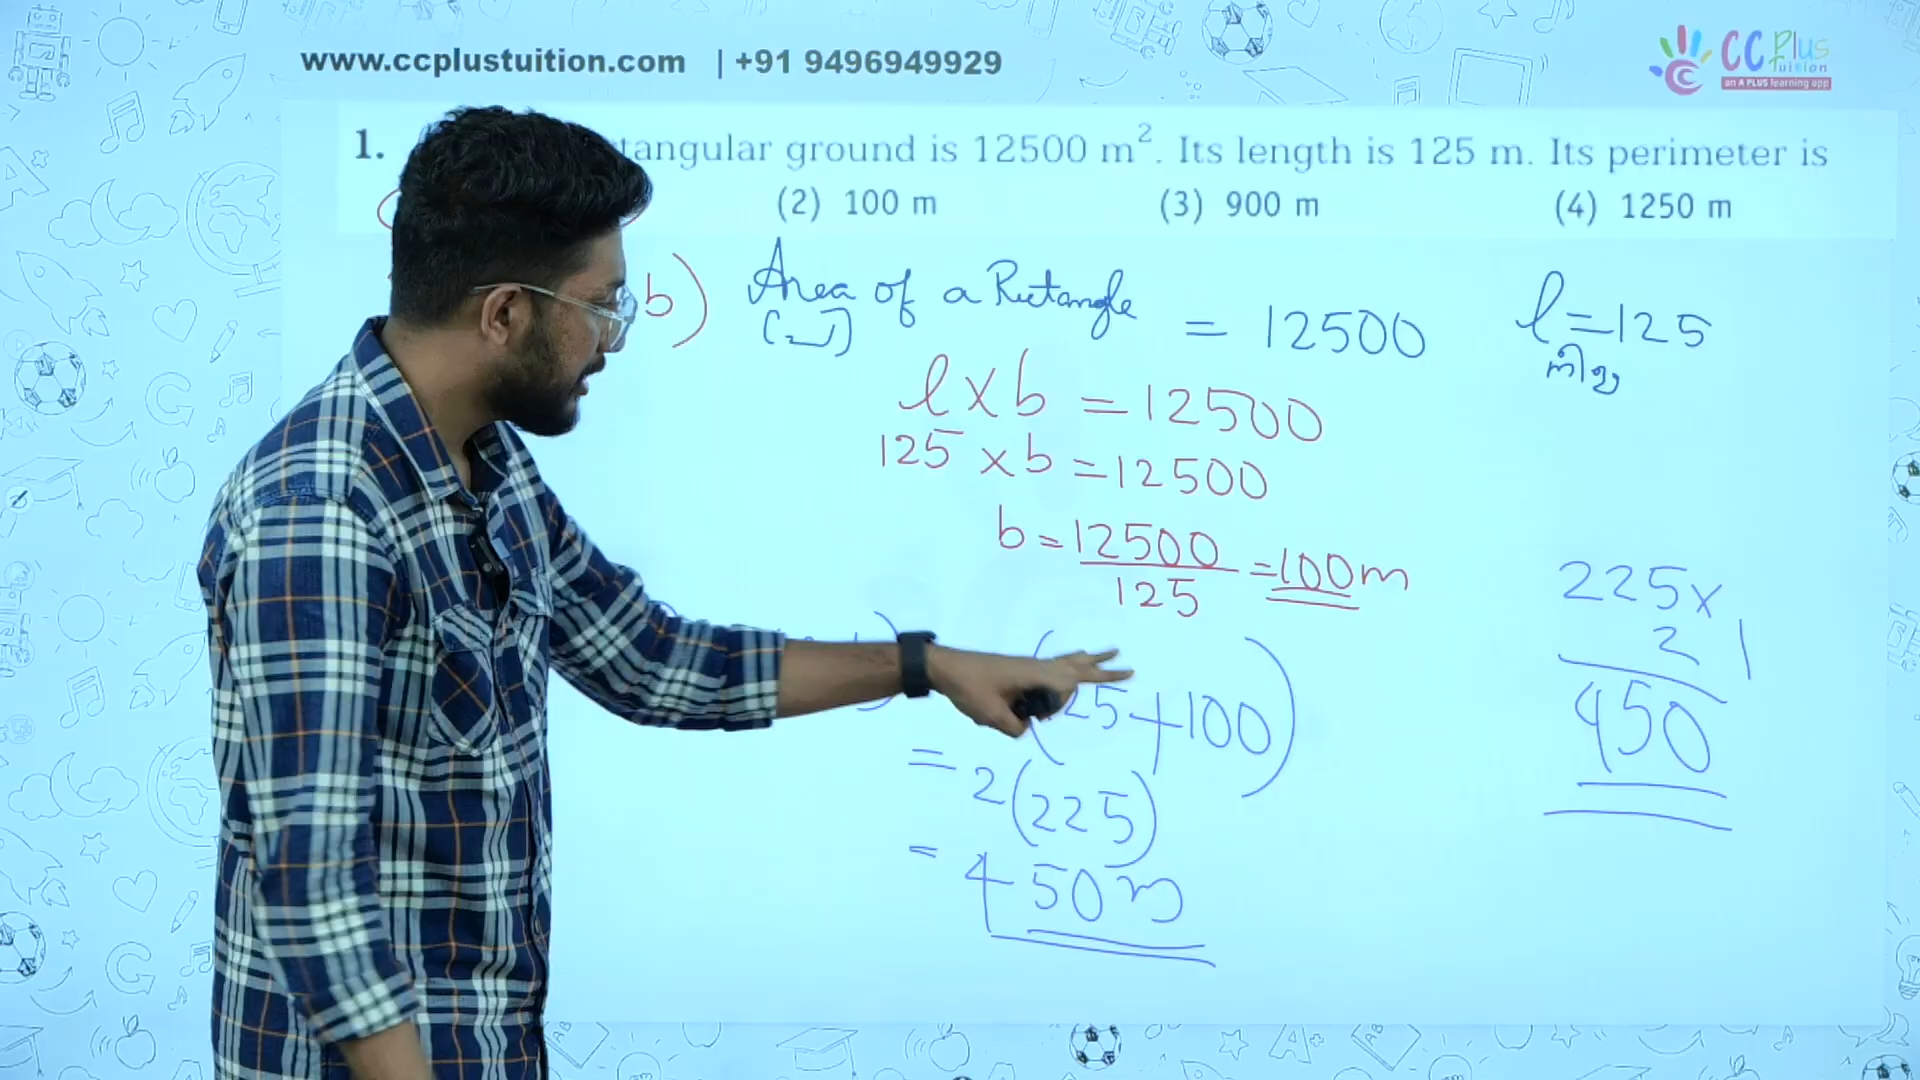 www.ccplustuition.com | +91 9496949929
CC Plus
Tuition
an A PLUS learning app
1. tangular ground is 12500 m². Its length is 125 m. Its perimeter is
(2) 100 m (3) 900 m (4) 1250 m
b) Area of a Rectangle = 12500 l = 125
നീളം
l × b = 12500
125 × b = 12500
b = 12500/125 = 100m
225 ×
2
450
25 + 100)
= 2(225)
= 450m